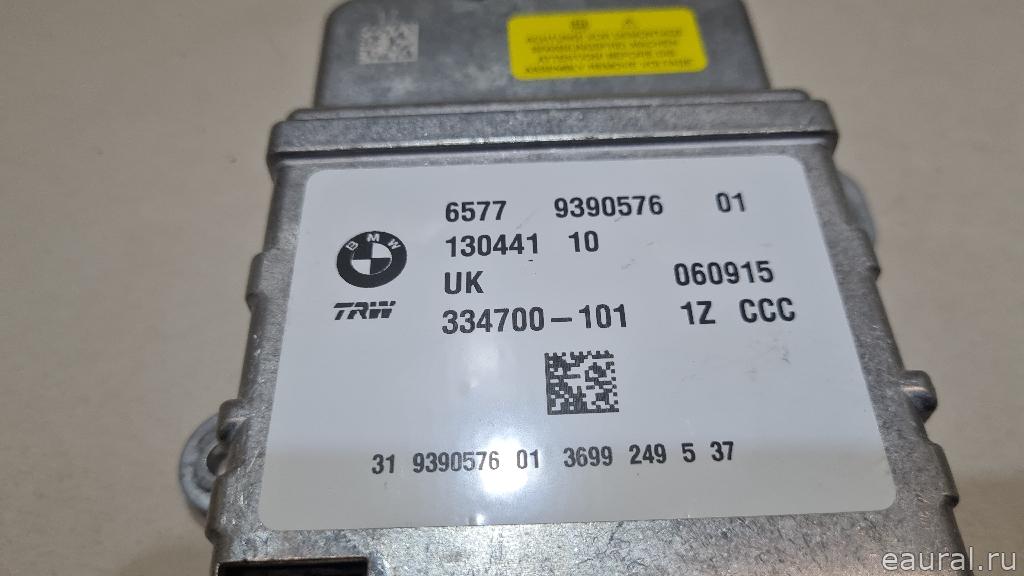 6577 9390576 01
BMW
130441 10
UK 060915
TRW
334700-101 1Z CCC
31 9390576 01 3699 249 5 37
eaural.ru